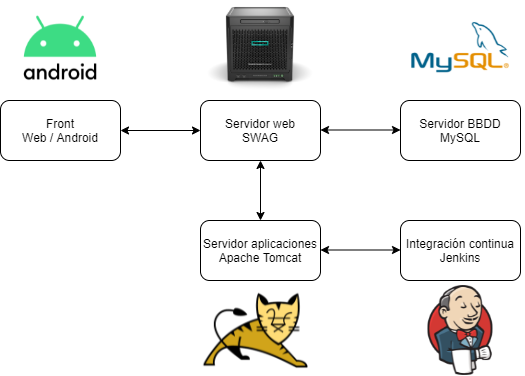 android
MySQL®
Front
Web / Android
Servidor web
SWAG
Servidor BBDD
MySQL
Servidor aplicaciones
Apache Tomcat
Integración continua
Jenkins